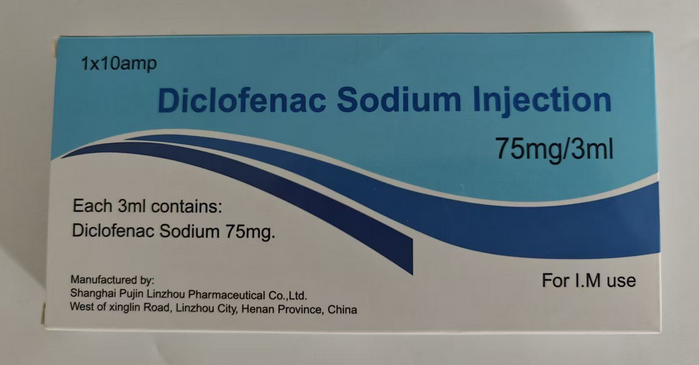 1x10amp
Diclofenac Sodium Injection
75mg/3ml
Each 3ml contains:
Diclofenac Sodium 75mg.
Manufactured by:
Shanghai Pujin Linzhou Pharmaceutical Co.,Ltd.
West of xinglin Road, Linzhou City, Henan Province, China
For I.M use